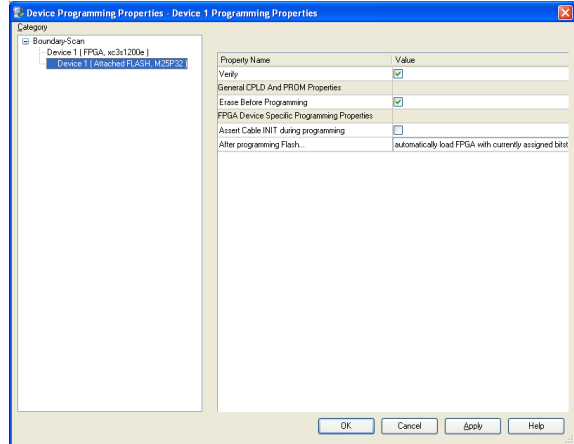 Device Programming Properties - Device 1 Programming Properties
Category
Boundary-Scan
Device 1 ( FPGA, xc3s1200e )
Device 1 ( Attached FLASH, M25P32 )
Property Name Value
Verify
General CPLD And PROM Properties
Erase Before Programming
FPGA Device Specific Programming Properties
Assert Cable INIT during programming
After programming Flash... automatically load FPGA with currently assigned bitst
OK Cancel Apply Help